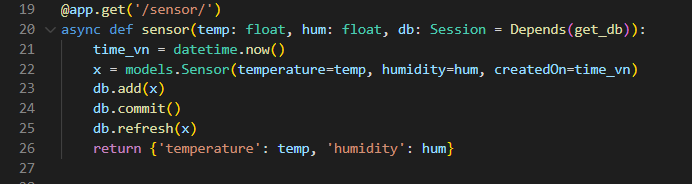 19 @app.get('/sensor/')
20 async def sensor(temp: float, hum: float, db: Session = Depends(get_db)):
21     time_vn = datetime.now()
22     x = models.Sensor(temperature=temp, humidity=hum, createdOn=time_vn)
23     db.add(x)
24     db.commit()
25     db.refresh(x)
26     return {'temperature': temp, 'humidity': hum}
27